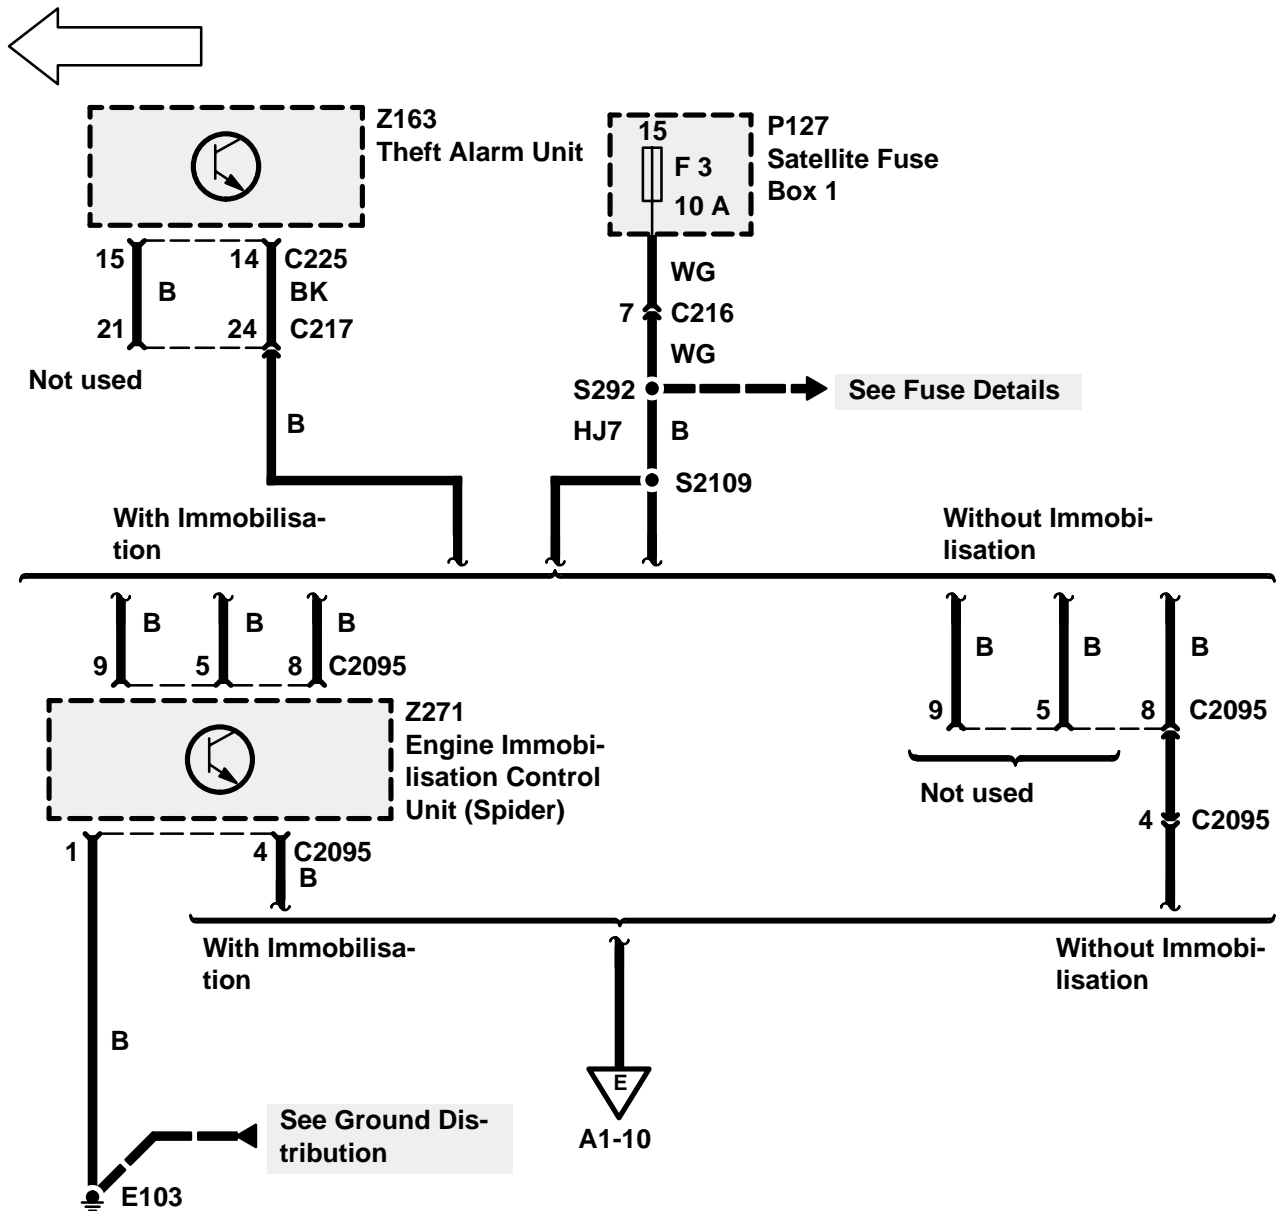 Z163
Theft Alarm Unit
15
F 3
10 A
P127
Satellite Fuse
Box 1
15
14
C225
B
BK
21
24
C217
Not used
B
WG
7
C216
WG
S292
See Fuse Details
HJ7
B
S2109
With Immobilisa-
tion
Without Immobi-
lisation
B
B
B
9
5
8
C2095
Z271
Engine Immobi-
lisation Control
Unit (Spider)
B
B
B
9
5
8
C2095
Not used
4
C2095
1
4
C2095
B
With Immobilisa-
tion
Without Immobi-
lisation
B
E
A1-10
See Ground Dis-
tribution
E103